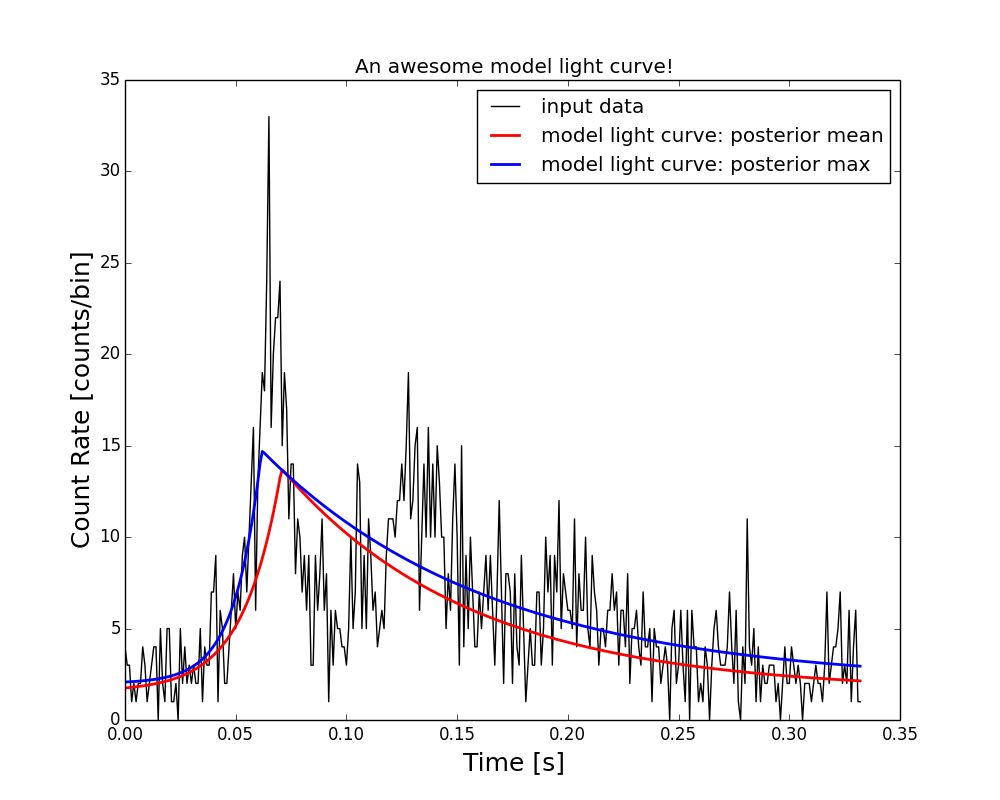 An awesome model light curve!
input data
model light curve: posterior mean
model light curve: posterior max
Count Rate [counts/bin]
35
30
25
20
15
10
5
0
0.00 0.05 0.10 0.15 0.20 0.25 0.30 0.35
Time [s]